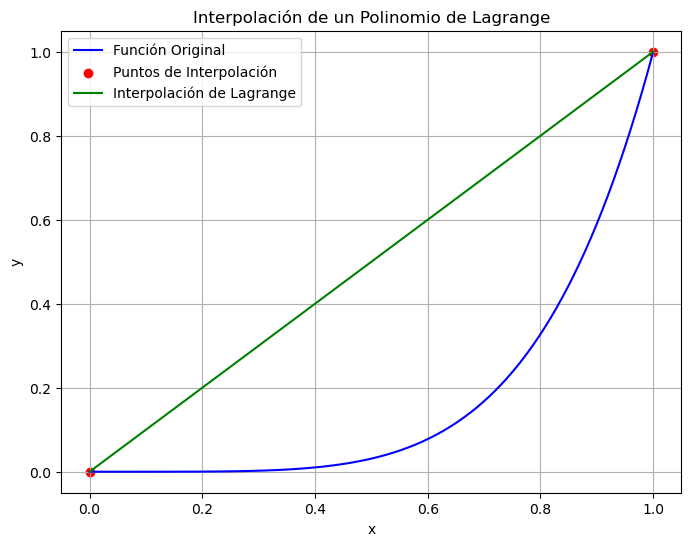 Interpolación de un Polinomio de Lagrange
Función Original
Puntos de Interpolación
Interpolación de Lagrange
1.0
0.8
0.6
0.4
0.2
0.0
y
0.0 0.2 0.4 0.6 0.8 1.0
x